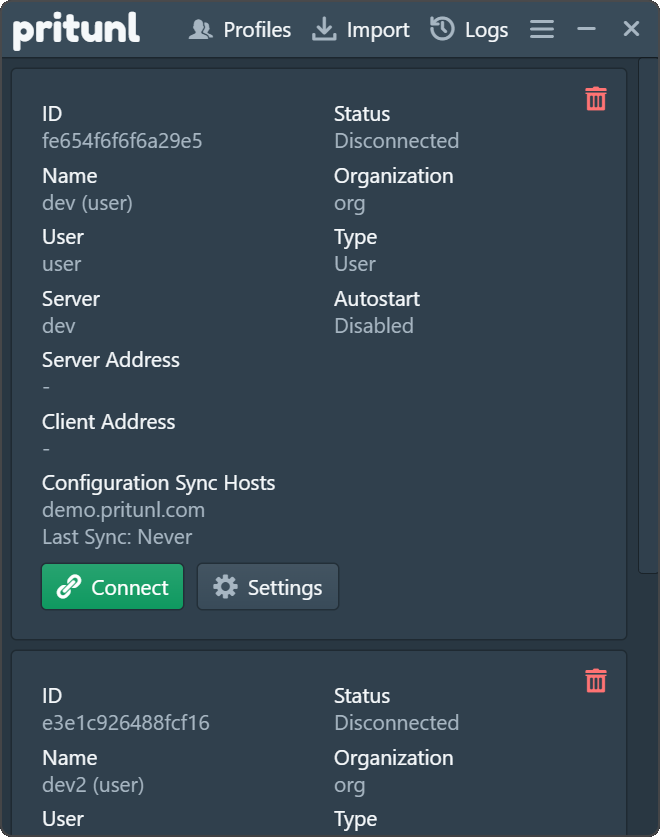 pritunl Profiles Import Logs
ID Status
fe654f6f6f6a29e5 Disconnected
Name Organization
dev (user) org
User Type
user User
Server Autostart
dev Disabled
Server Address
-
Client Address
-
Configuration Sync Hosts
demo.pritunl.com
Last Sync: Never
Connect Settings
ID Status
e3e1c926488fcf16 Disconnected
Name Organization
dev2 (user) org
User Type